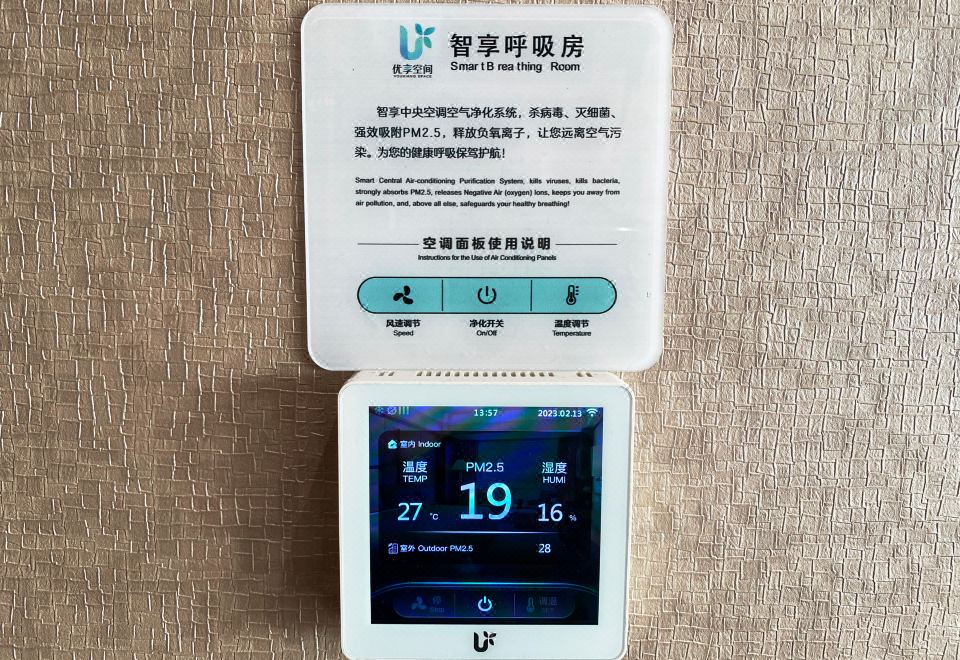 优享空间
YOUXIANG SPACE
智享呼吸房
Smart Breathing Room
智享中央空调空气净化系统，杀病毒、灭细菌、
强效吸附PM2.5，释放负氧离子，让您远离空气污
染。为您的健康呼吸保驾护航！
Smart Central Air-conditioning Purification System, kills viruses, kills bacteria,
strongly absorbs PM2.5, releases Negative Air (oxygen) Ions, keeps you away from
air pollution, and, above all else, safeguards your healthy breathing!
空调面板使用说明
Instructions for the Use of Air Conditioning Panels
风速调节 净化开关 温度调节
Speed On/Off Temperature
13:57 2023.02.13
室内 Indoor
温度 PM2.5 湿度
TEMP HUMI
27 °C 19 16 %
室外 Outdoor PM2.5 28
停 调温
Stop SET